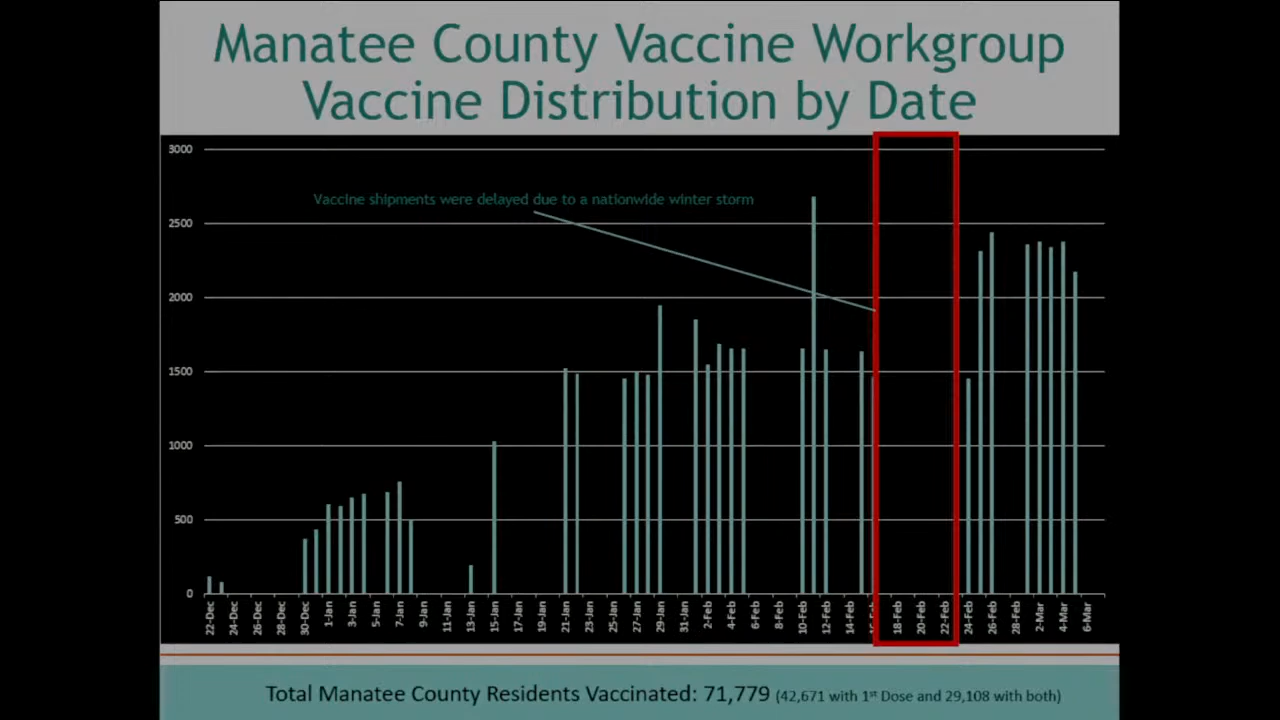 Manatee County Vaccine Workgroup
Vaccine Distribution by Date
3000
Vaccine shipments were delayed due to a nationwide winter storm
2500
2000
1500
1000
500
0
22-Dec 24-Dec 26-Dec 28-Dec 30-Dec 1-Jan 3-Jan 5-Jan 7-Jan 9-Jan 11-Jan 13-Jan 15-Jan 17-Jan 19-Jan 21-Jan 23-Jan 25-Jan 27-Jan 29-Jan 31-Jan 2-Feb 4-Feb 6-Feb 8-Feb 10-Feb 12-Feb 14-Feb 16-Feb 18-Feb 20-Feb 22-Feb 24-Feb 26-Feb 28-Feb 2-Mar 4-Mar 6-Mar
Total Manatee County Residents Vaccinated: 71,779 (42,671 with 1st Dose and 29,108 with both)